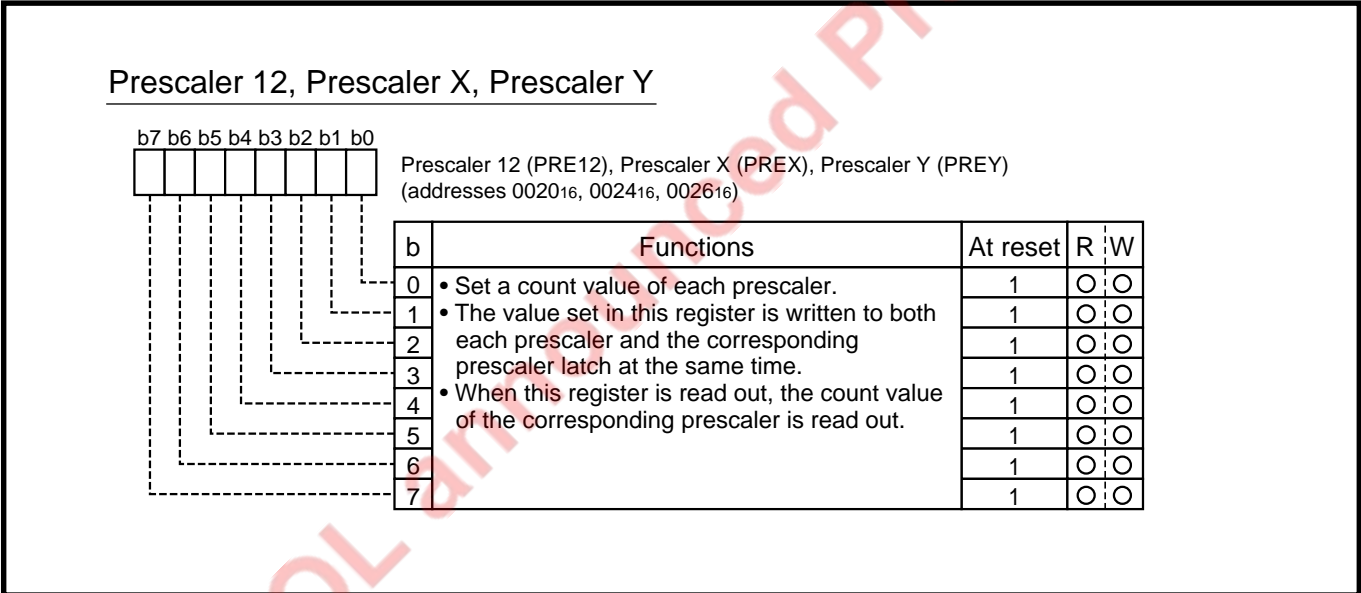 Prescaler 12, Prescaler X, Prescaler Y
b7 b6 b5 b4 b3 b2 b1 b0
Prescaler 12 (PRE12), Prescaler X (PREX), Prescaler Y (PREY)
(addresses 002016, 002416, 002616)
b Functions At reset R W
0 • Set a count value of each prescaler. 1 O O
1 • The value set in this register is written to both 1 O O
2 each prescaler and the corresponding 1 O O
3 prescaler latch at the same time. 1 O O
4 • When this register is read out, the count value 1 O O
5 of the corresponding prescaler is read out. 1 O O
6 1 O O
7 1 O O
OL announced Pr